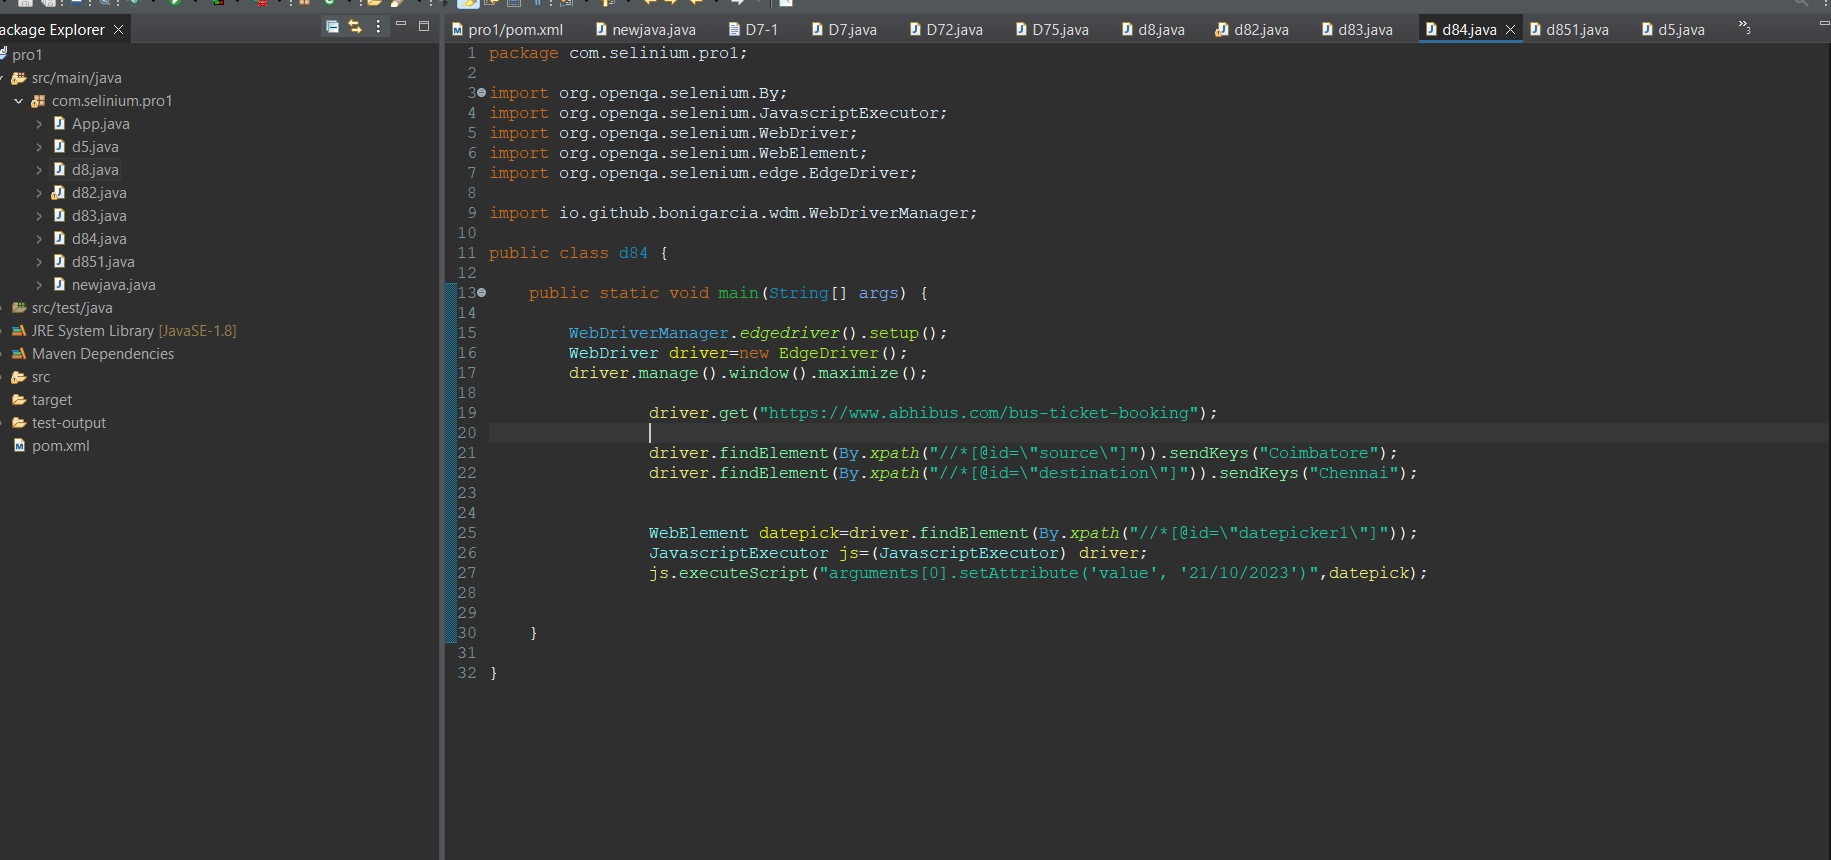 ackage Explorer
pro1
src/main/java
com.selinium.pro1
App.java
d5.java
d8.java
d82.java
d83.java
d84.java
d851.java
newjava.java
src/test/java
JRE System Library [JavaSE-1.8]
Maven Dependencies
src
target
test-output
pom.xml
pro1/pom.xml newjava.java D7-1 D7.java D72.java D75.java d8.java d82.java d83.java d84.java d851.java d5.java »3
1 package com.selinium.pro1;
2
3 import org.openqa.selenium.By;
4 import org.openqa.selenium.JavascriptExecutor;
5 import org.openqa.selenium.WebDriver;
6 import org.openqa.selenium.WebElement;
7 import org.openqa.selenium.edge.EdgeDriver;
8
9 import io.github.bonigarcia.wdm.WebDriverManager;
10
11 public class d84 {
12
13 public static void main(String[] args) {
14
15 WebDriverManager.edgedriver().setup();
16 WebDriver driver=new EdgeDriver();
17 driver.manage().window().maximize();
18
19 driver.get("https://www.abhibus.com/bus-ticket-booking");
20
21 driver.findElement(By.xpath("//*[@id=\"source\"]")).sendKeys("Coimbatore");
22 driver.findElement(By.xpath("//*[@id=\"destination\"]")).sendKeys("Chennai");
23
24
25 WebElement datepick=driver.findElement(By.xpath("//*[@id=\"datepicker1\"]"));
26 JavascriptExecutor js=(JavascriptExecutor) driver;
27 js.executeScript("arguments[0].setAttribute('value', '21/10/2023')",datepick);
28
29
30 }
31
32 }